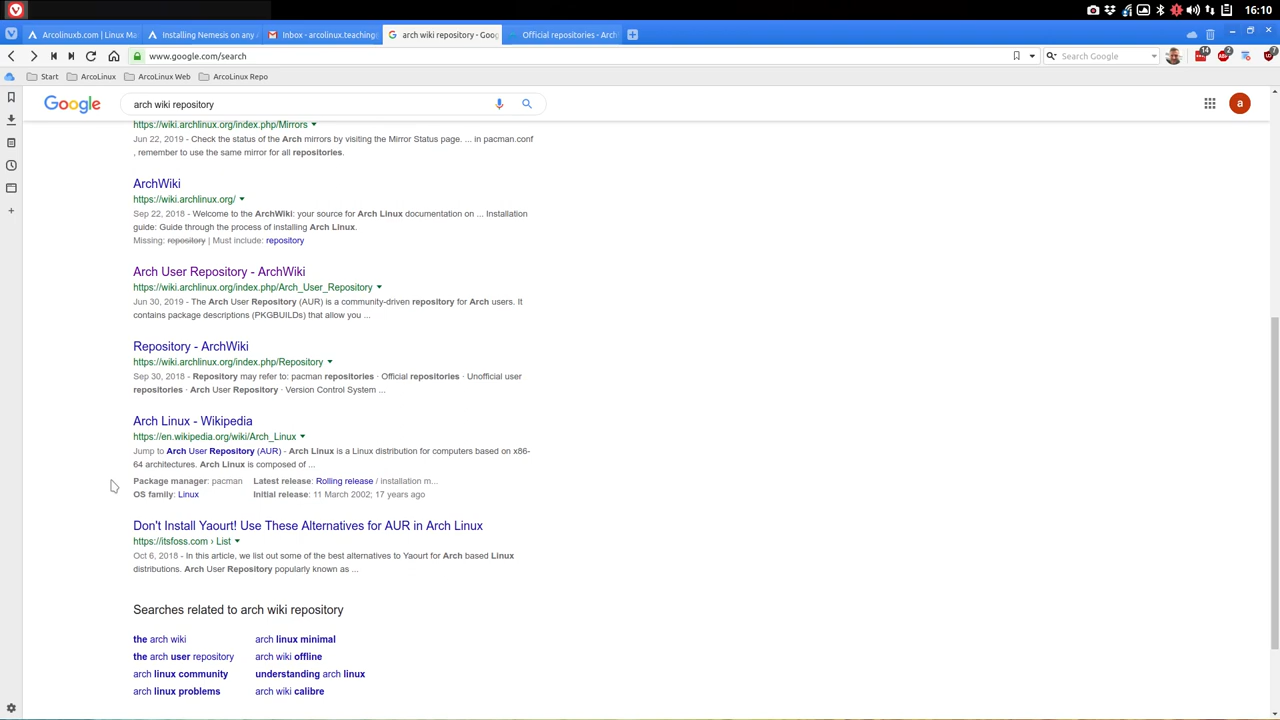 16:10
Arcolinuxb.com | Linux Ma
Installing Nemesis on any
Inbox - arcolinux.teaching
arch wiki repository - Goog
Official repositories - Arch
www.google.com/search
Search Google
Start
ArcoLinux
ArcoLinux Web
ArcoLinux Repo
Google
arch wiki repository
a
https://wiki.archlinux.org/index.php/Mirrors
Jun 22, 2019 - Check the status of the Arch mirrors by visiting the Mirror Status page. ... in pacman.conf
, remember to use the same mirror for all repositories.
ArchWiki
https://wiki.archlinux.org/
Sep 22, 2018 - Welcome to the ArchWiki: your source for Arch Linux documentation on ... Installation
guide: Guide through the process of installing Arch Linux.
Missing: repository | Must include: repository
Arch User Repository - ArchWiki
https://wiki.archlinux.org/index.php/Arch_User_Repository
Jun 30, 2019 - The Arch User Repository (AUR) is a community-driven repository for Arch users. It
contains package descriptions (PKGBUILDs) that allow you ...
Repository - ArchWiki
https://wiki.archlinux.org/index.php/Repository
Sep 30, 2018 - Repository may refer to: pacman repositories · Official repositories · Unofficial user
repositories · Arch User Repository · Version Control System ...
Arch Linux - Wikipedia
https://en.wikipedia.org/wiki/Arch_Linux
Jump to Arch User Repository (AUR) - Arch Linux is a Linux distribution for computers based on x86-
64 architectures. Arch Linux is composed of ...
Package manager: pacman Latest release: Rolling release / installation m...
OS family: Linux Initial release: 11 March 2002; 17 years ago
Don't Install Yaourt! Use These Alternatives for AUR in Arch Linux
https://itsfoss.com › List
Oct 6, 2018 - In this article, we list out some of the best alternatives to Yaourt for Arch based Linux
distributions. Arch User Repository popularly known as ...
Searches related to arch wiki repository
the arch wiki
arch linux minimal
the arch user repository
arch wiki offline
arch linux community
understanding arch linux
arch linux problems
arch wiki calibre